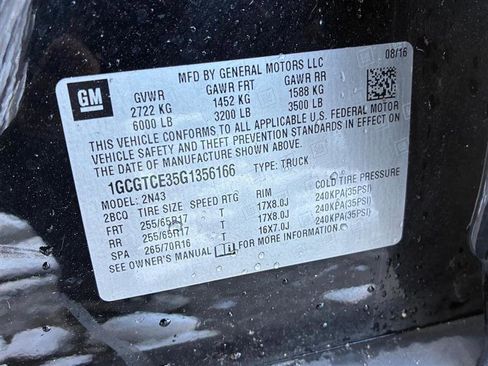 MFD BY GENERAL MOTORS LLC
08/16
GM
GVWR GAWR FRT GAWR RR
2722 KG 1452 KG 1588 KG
6000 LB 3200 LB 3500 LB
THIS VEHICLE CONFORMS TO ALL APPLICABLE U.S. FEDERAL MOTOR
VEHICLE SAFETY AND THEFT PREVENTION STANDARDS IN EFFECT ON
THE DATE OF MANUFACTURE SHOWN ABOVE.
1GCGTCE35G1356166 TYPE: TRUCK
MODEL: 2N43
2BCO TIRE SIZE SPEED RTG RIM COLD TIRE PRESSURE
FRT 255/65R17 17X8.0J 240KPA(35PSI)
RR 255/65R17 17X8.0J 240KPA(35PSI)
SPA 265/70R16 16X7.0J 240KPA(35PSI)
SEE OWNER'S MANUAL FOR MORE INFORMATION